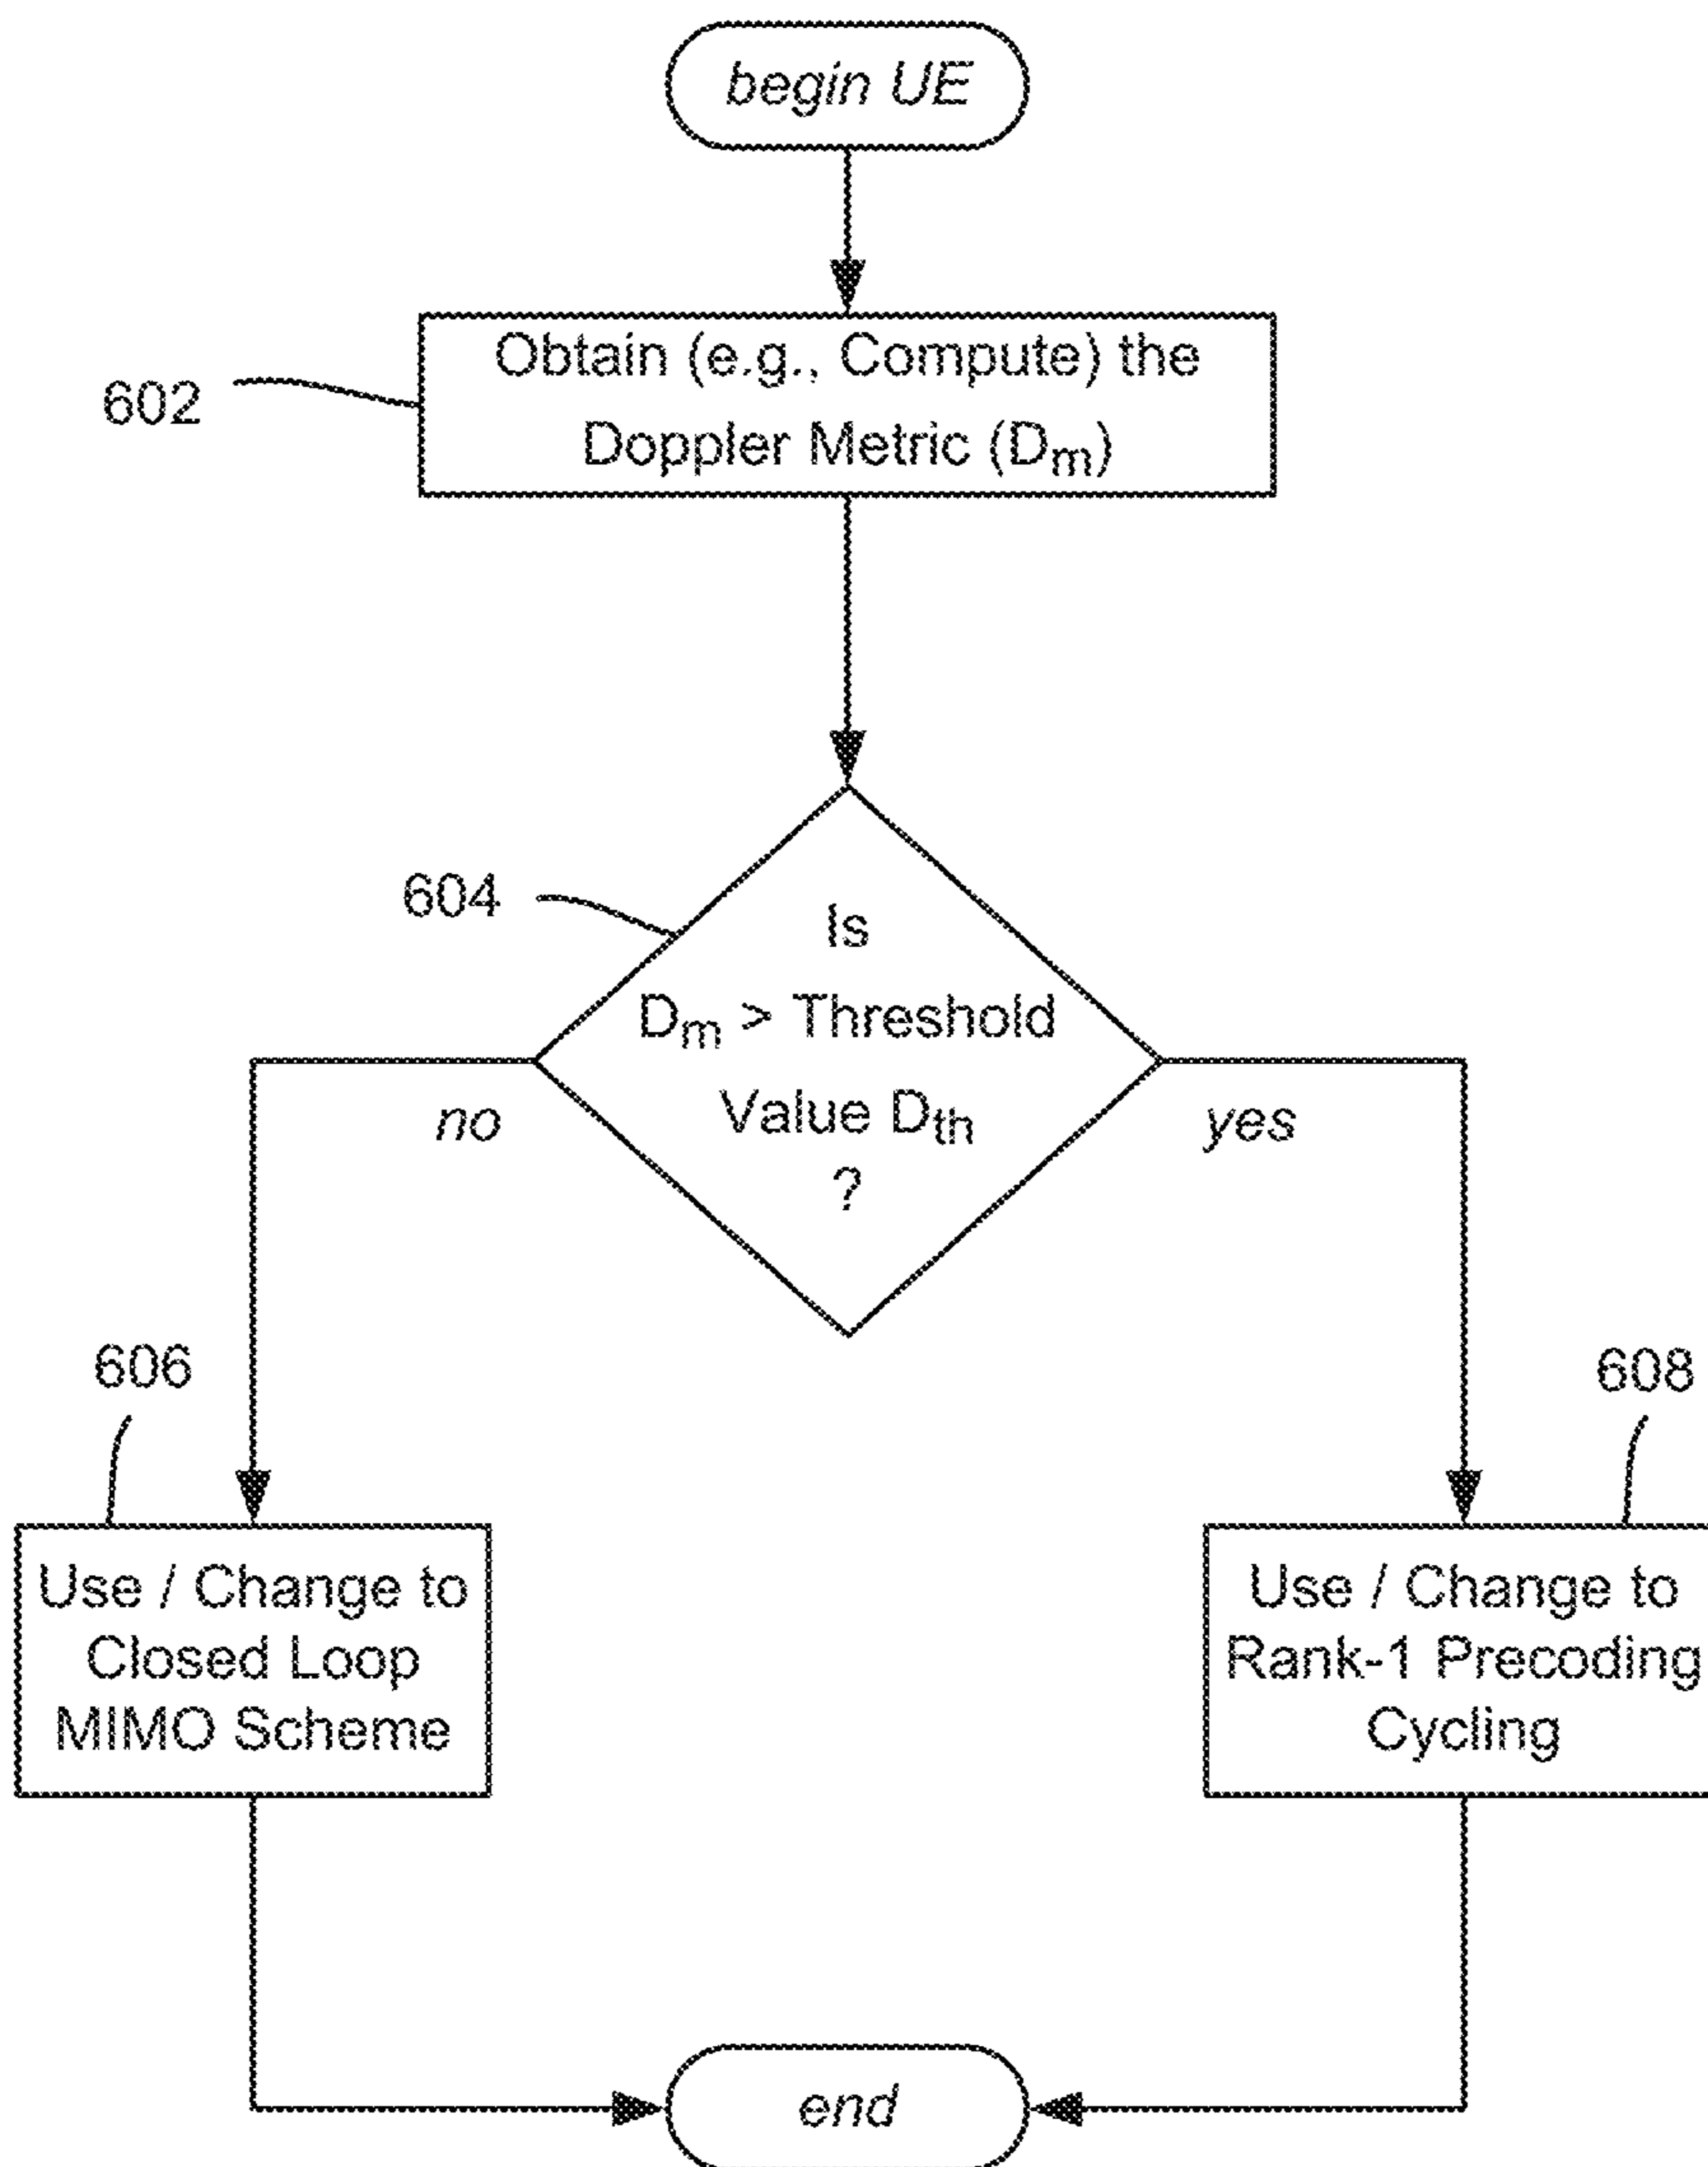 begin UE
602
Obtain (e.g., Compute) the
Doppler Metric (Dm)
604
Is
Dm > Threshold
Value Dth
?
no
yes
606
608
Use / Change to
Closed Loop
MIMO Scheme
Use / Change to
Rank-1 Precoding
Cycling
end